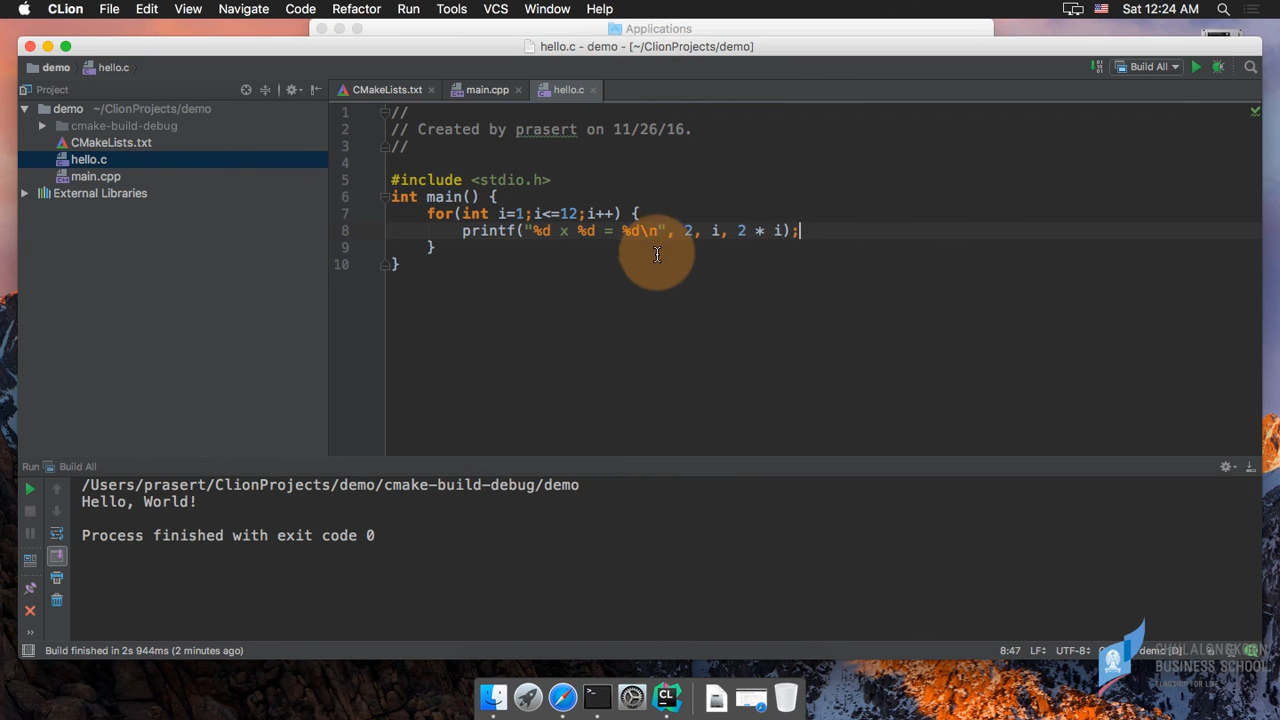 CLion File Edit View Navigate Code Refactor Run Tools VCS Window Help Sat 12:24 AM
Applications
hello.c - demo - [~/ClionProjects/demo]
demo hello.c Build All
Project CMakeLists.txt main.cpp hello.c
demo ~/ClionProjects/demo
cmake-build-debug
CMakeLists.txt
hello.c
main.cpp
External Libraries
1 //
2 // Created by prasert on 11/26/16.
3 //
4
5 #include <stdio.h>
6 int main() {
7 for(int i=1;i<=12;i++) {
8 printf("%d x %d = %d\n", 2, i, 2 * i);
9 }
10 }
Run Build All
/Users/prasert/ClionProjects/demo/cmake-build-debug/demo
Hello, World!
Process finished with exit code 0
Build finished in 2s 944ms (2 minutes ago) 8:47 LF UTF-8 demo [D]
CHULALONGKORN
BUSINESS SCHOOL
FLAGSHIP FOR LIFE